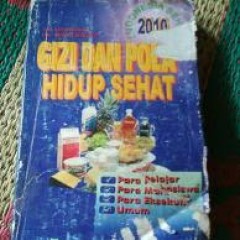 2010
GIZI DAN POLA
HIDUP SEHAT
Para Pelajar
Para Mahasiswa
Para Eksekutif
Umum